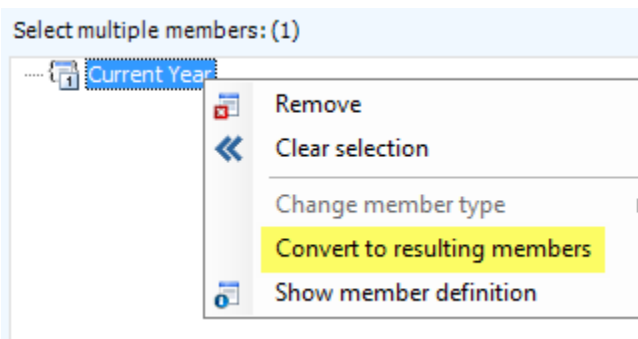 Select multiple members: (1)
Current Year
Remove
Clear selection
Change member type
Convert to resulting members
Show member definition